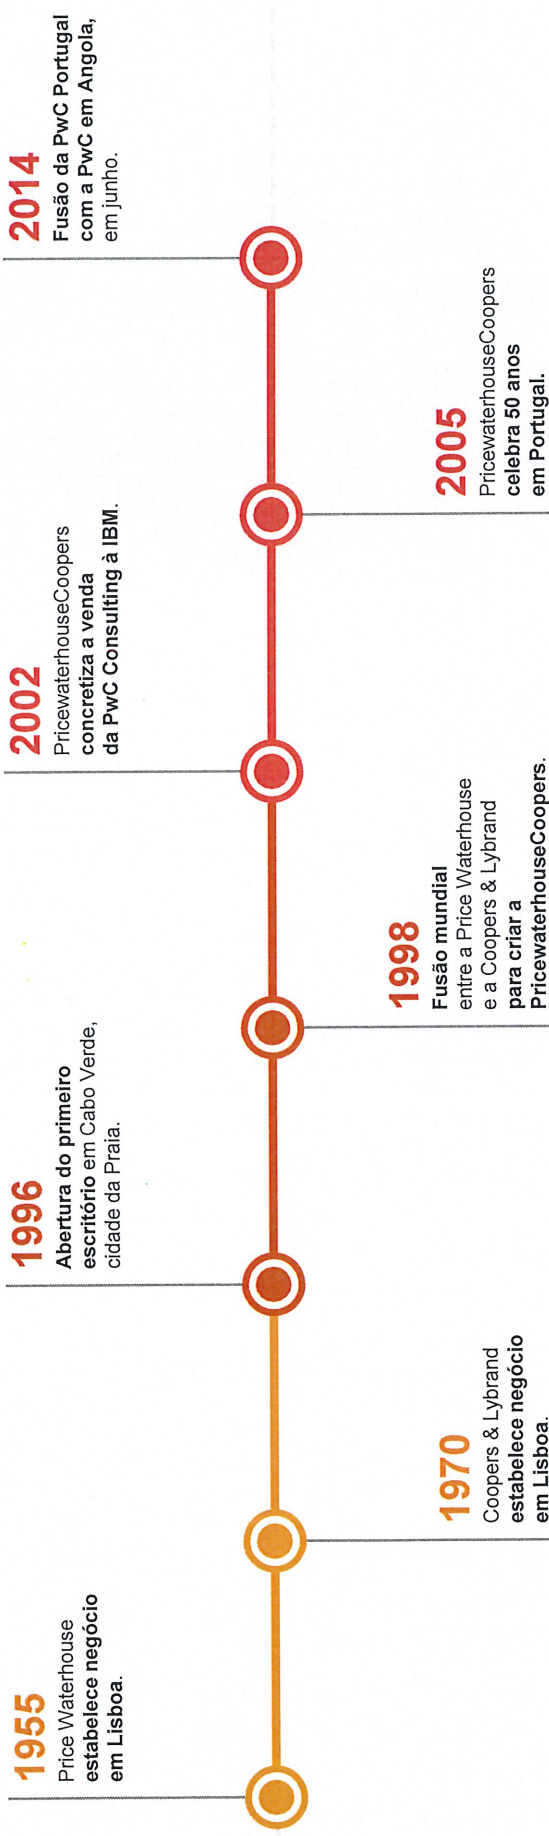 1955
Price Waterhouse
estabelece negócio
em Lisboa.
1970
Coopers & Lybrand
estabelece negócio
em Lisboa.
1996
Abertura do primeiro
escritório em Cabo Verde,
cidade da Praia.
1998
Fusão mundial
entre a Price Waterhouse
e a Coopers & Lybrand
para criar a
PricewaterhouseCoopers.
2002
PricewaterhouseCoopers
concretiza a venda
da PwC Consulting à IBM.
2005
PricewaterhouseCoopers
celebra 50 anos
em Portugal.
2014
Fusão da PwC Portugal
com a PwC em Angola,
em junho.